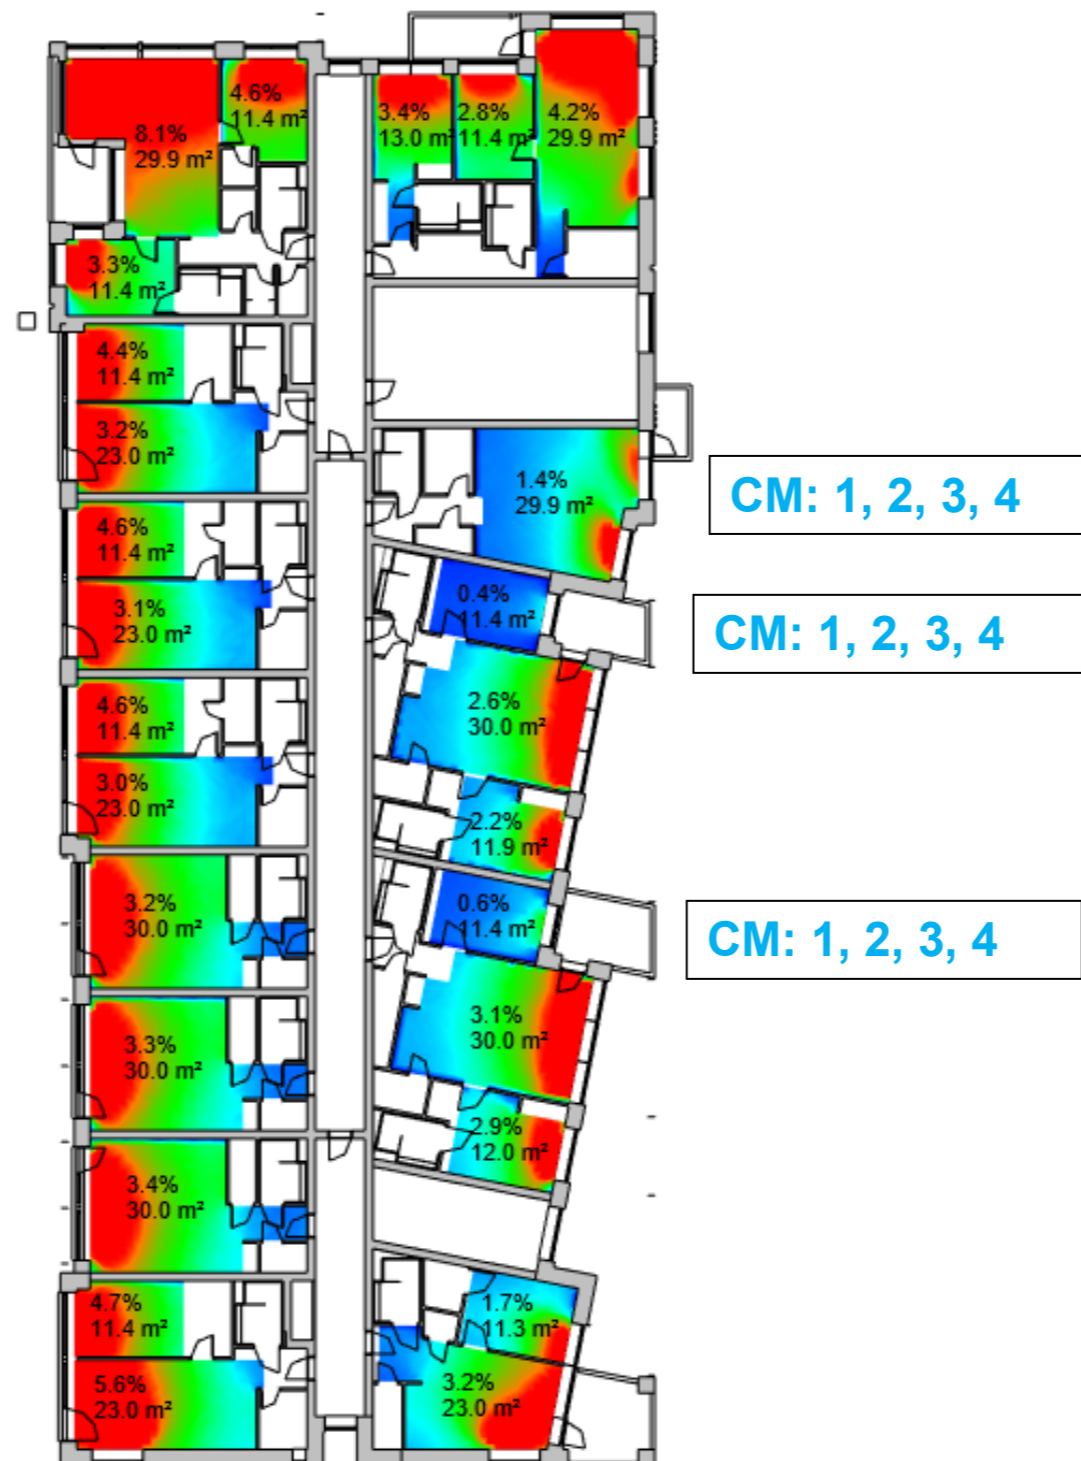 4.6%
11.4 m²
8.1%
29.9 m²
3.4%
13.0 m²
2.8%
11.4 m²
4.2%
29.9 m²
3.3%
11.4 m²
4.4%
11.4 m²
3.2%
23.0 m²
1.4%
29.9 m²
CM: 1, 2, 3, 4
4.6%
11.4 m²
0.4%
11.4 m²
CM: 1, 2, 3, 4
3.1%
23.0 m²
4.6%
11.4 m²
2.6%
30.0 m²
3.0%
23.0 m²
2.2%
11.9 m²
3.2%
30.0 m²
0.6%
11.4 m²
CM: 1, 2, 3, 4
3.3%
30.0 m²
3.1%
30.0 m²
2.9%
12.0 m²
3.4%
30.0 m²
4.7%
11.4 m²
1.7%
11.3 m²
5.6%
23.0 m²
3.2%
23.0 m²